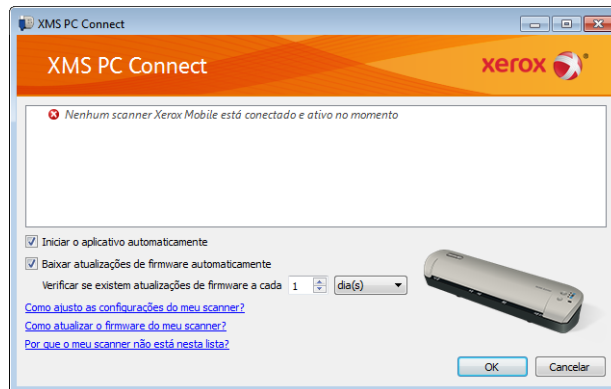 XMS PC Connect
XMS PC Connect
xerox
Nenhum scanner Xerox Mobile está conectado e ativo no momento
Iniciar o aplicativo automaticamente
Baixar atualizações de firmware automaticamente
Verificar se existem atualizações de firmware a cada 1 dia(s)
Como ajusto as configurações do meu scanner?
Como atualizar o firmware do meu scanner?
Por que o meu scanner não está nesta lista?
OK Cancelar